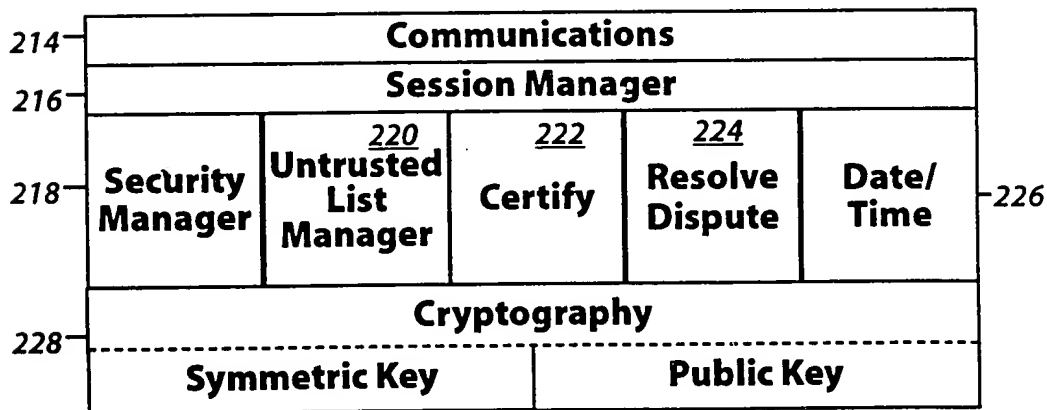 214
Communications
216
Session Manager
218
Security
Manager
220
Untrusted
List
Manager
222
Certify
224
Resolve
Dispute
Date/
Time
226
228
Cryptography
Symmetric Key
Public Key